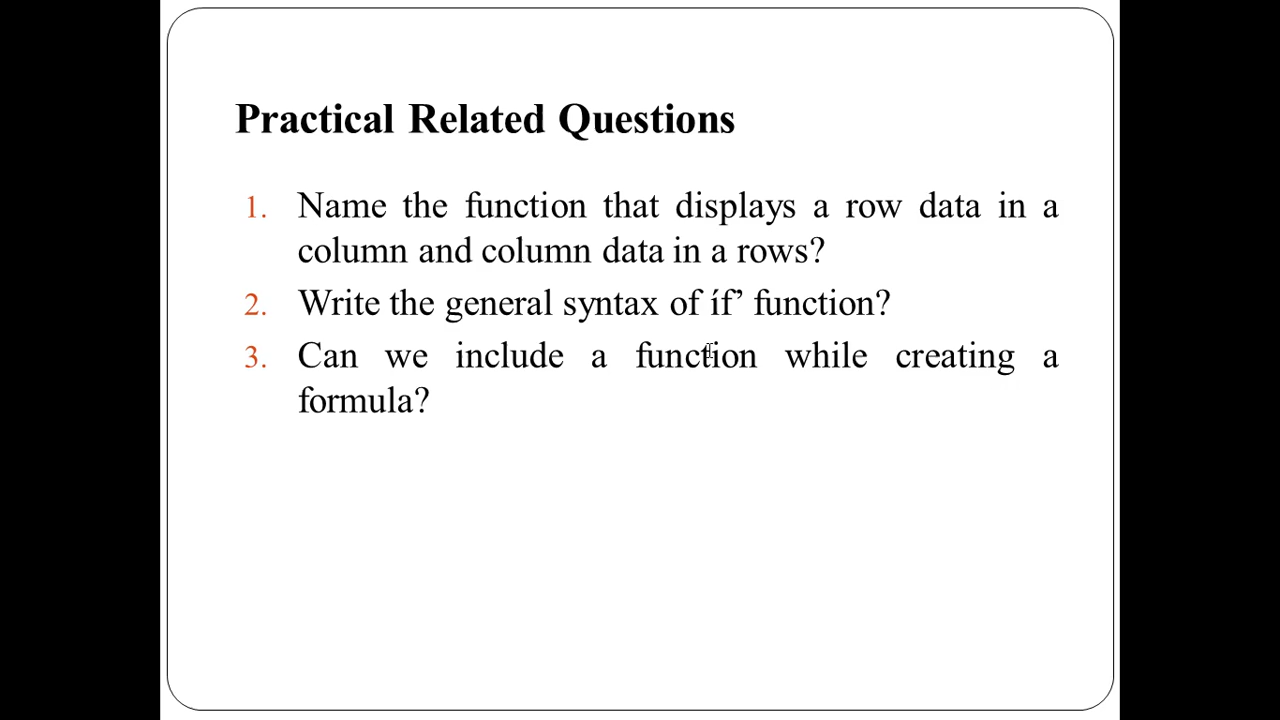 Practical Related Questions
1. Name the function that displays a row data in a
column and column data in a rows?
2. Write the general syntax of íf’ function?
3. Can we include a function while creating a
formula?